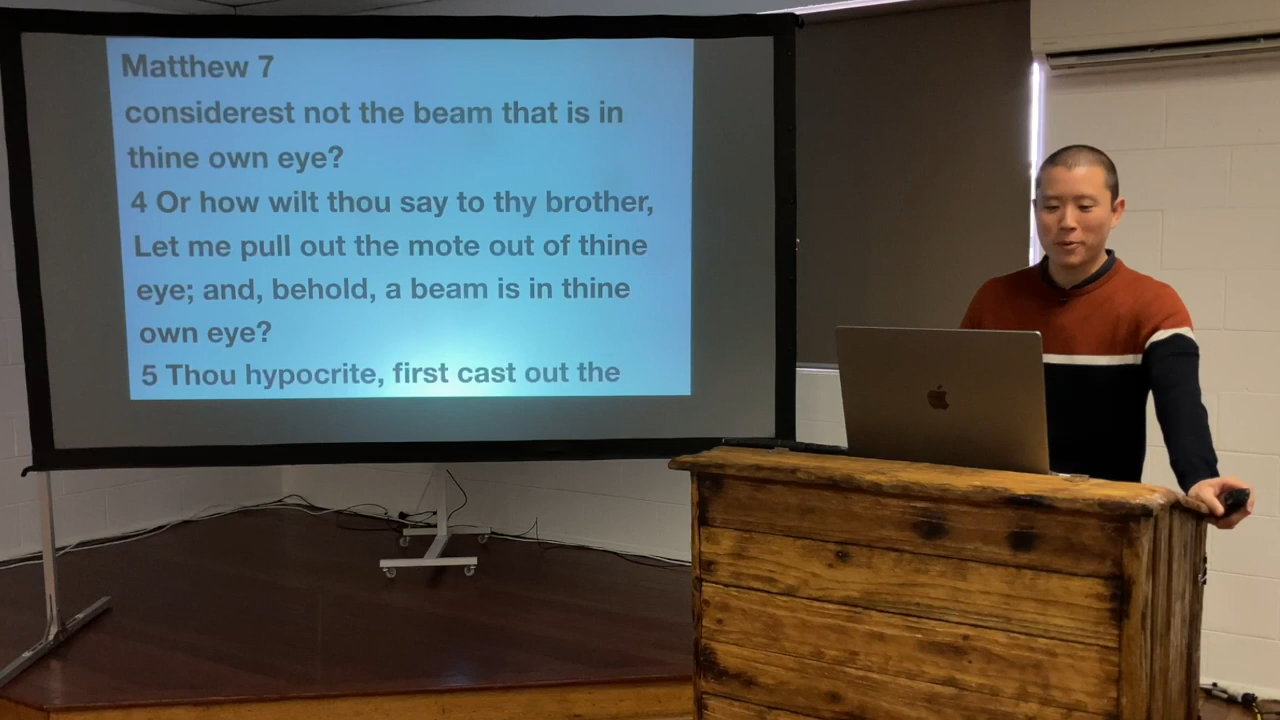 Matthew 7
considerest not the beam that is in
thine own eye?
4 Or how wilt thou say to thy brother,
Let me pull out the mote out of thine
eye; and, behold, a beam is in thine
own eye?
5 Thou hypocrite, first cast out the